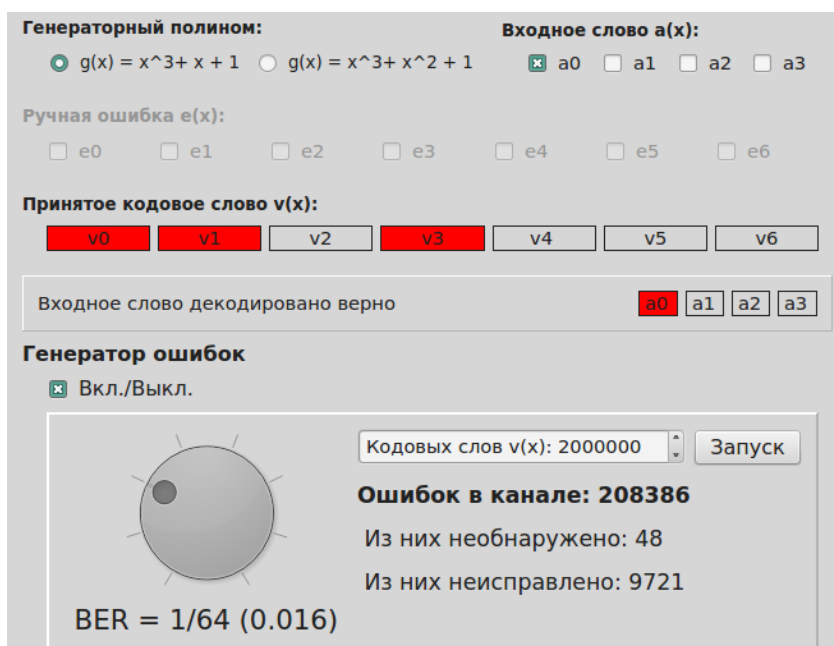 Генераторный полином: Входное слово a(x):
g(x) = x^3+ x + 1 g(x) = x^3+ x^2 + 1 a0 a1 a2 a3
Ручная ошибка e(x):
e0 e1 e2 e3 e4 e5 e6
Принятое кодовое слово v(x):
v0 v1 v2 v3 v4 v5 v6
Входное слово декодировано верно a0 a1 a2 a3
Генератор ошибок
Вкл./Выкл.
Кодовых слов v(x): 2000000 Запуск
Ошибок в канале: 208386
Из них необнаружено: 48
Из них неисправлено: 9721
BER = 1/64 (0.016)